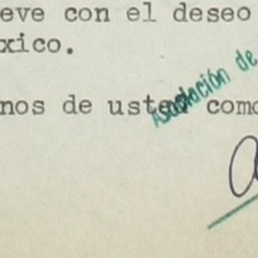 eve con el deseo
xico.
nos de usted como
Asociación de